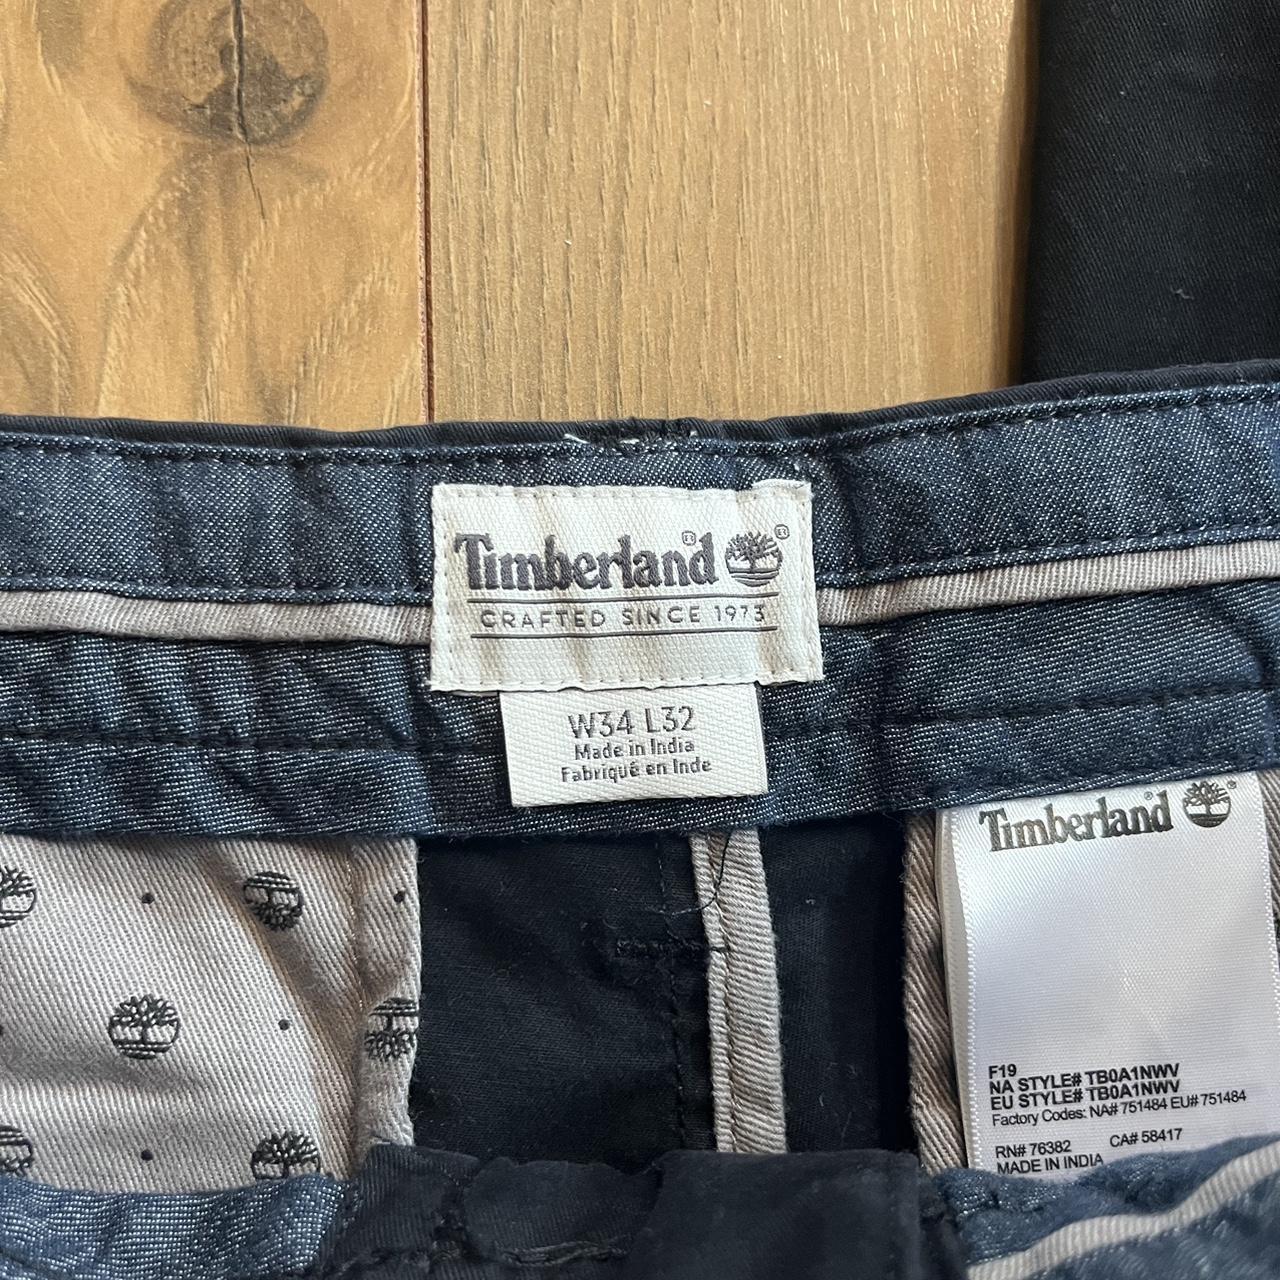 Timberland®
CRAFTED SINCE 1973
W34 L32
Made in India
Fabriqué en Inde
Timberland®
F19
NA STYLE# TB0A1NWV
EU STYLE# TB0A1NWV
Factory Codes: NA# 751484 EU# 751484
RN# 76382 CA# 58417
MADE IN INDIA